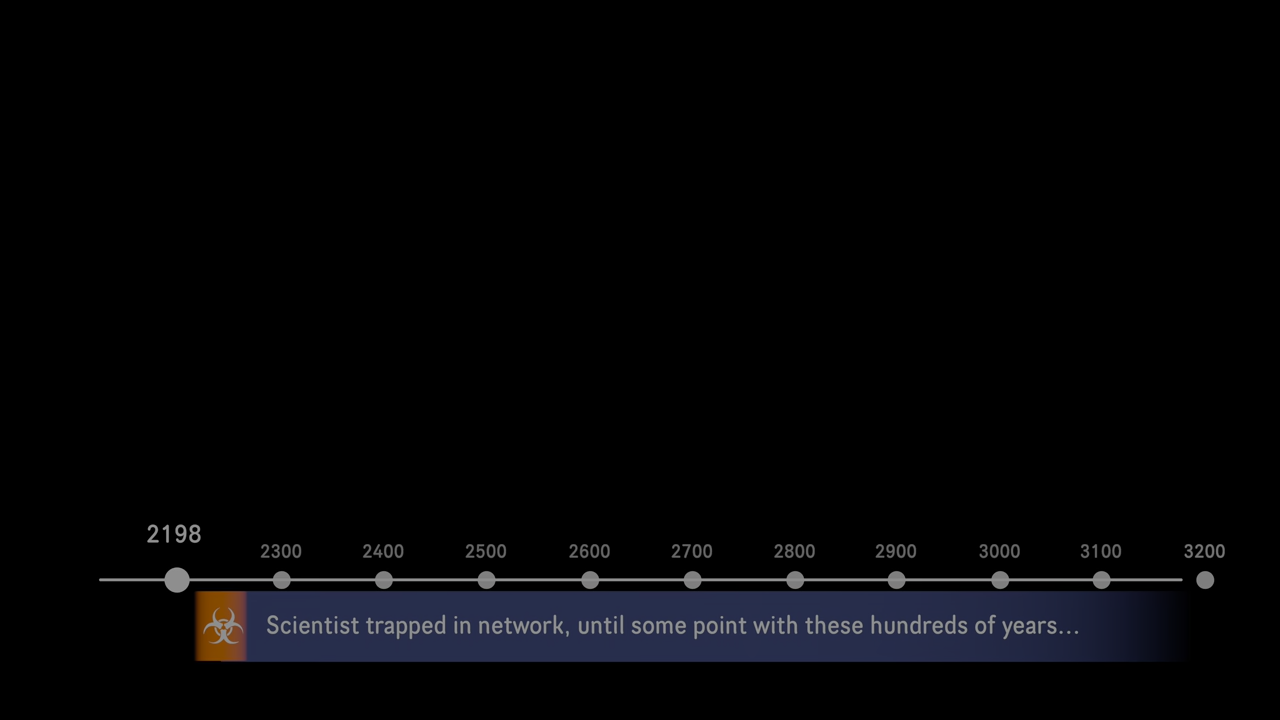 2198
2300 2400 2500 2600 2700 2800 2900 3000 3100 3200
Scientist trapped in network, until some point with these hundreds of years...